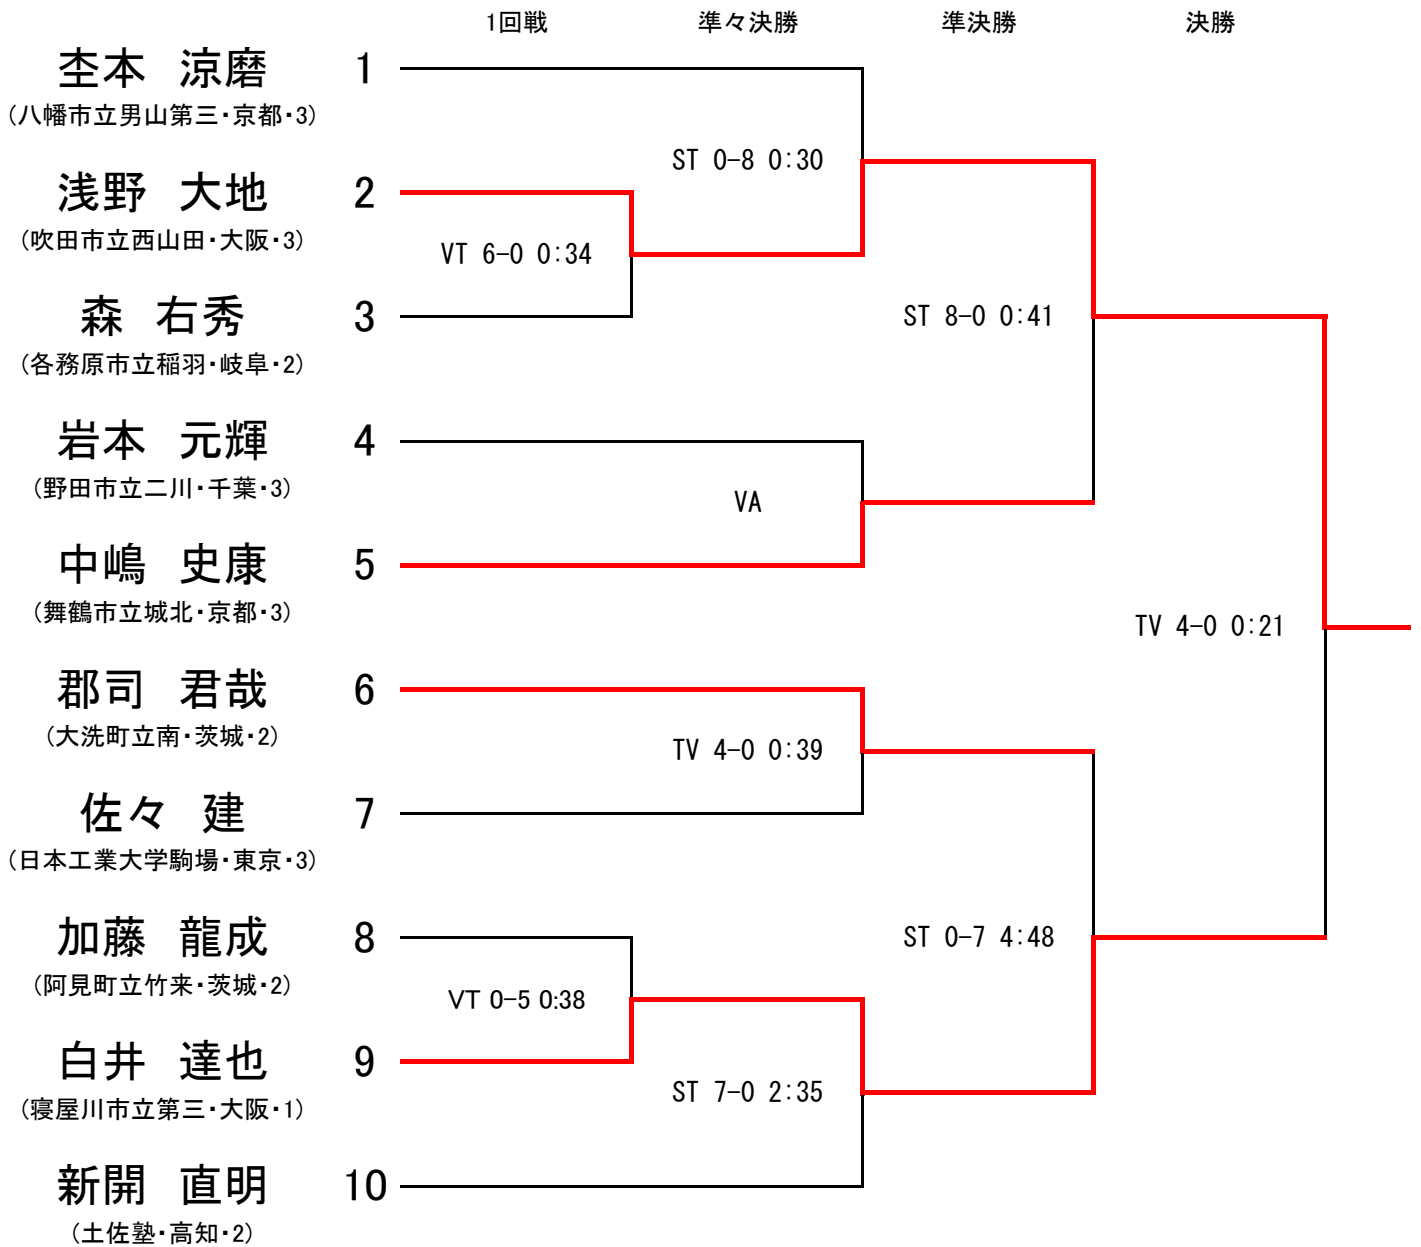 1回戦 準々決勝 準決勝 決勝
杢本 涼磨 1
(八幡市立男山第三・京都・3)
ST 0-8 0:30
浅野 大地 2
(吹田市立西山田・大阪・3)
VT 6-0 0:34
森 右秀 3
(各務原市立稲羽・岐阜・2)
ST 8-0 0:41
岩本 元輝 4
(野田市立二川・千葉・3)
VA
中嶋 史康 5
(舞鶴市立城北・京都・3)
TV 4-0 0:21
郡司 君哉 6
(大洗町立南・茨城・2)
TV 4-0 0:39
佐々 建 7
(日本工業大学駒場・東京・3)
加藤 龍成 8
ST 0-7 4:48
(阿見町立竹来・茨城・2)
VT 0-5 0:38
白井 達也 9
(寝屋川市立第三・大阪・1)
ST 7-0 2:35
新開 直明 10
(土佐塾・高知・2)